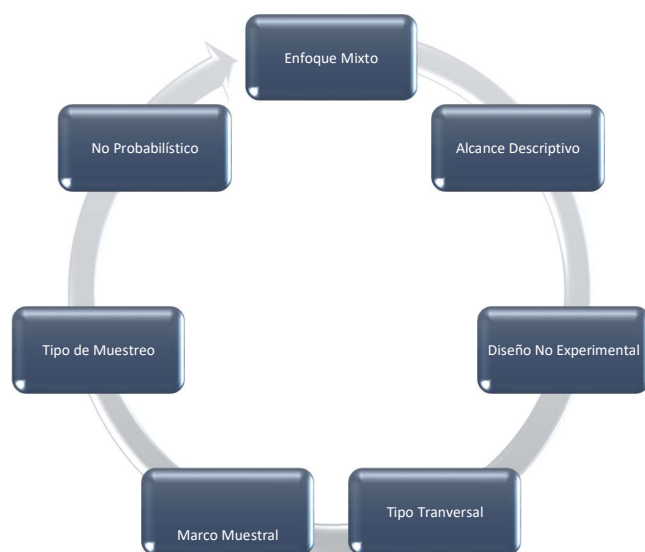 Enfoque Mixto
Alcance Descriptivo
Diseño No Experimental
Tipo Tranversal
Marco Muestral
Tipo de Muestreo
No Probabilístico